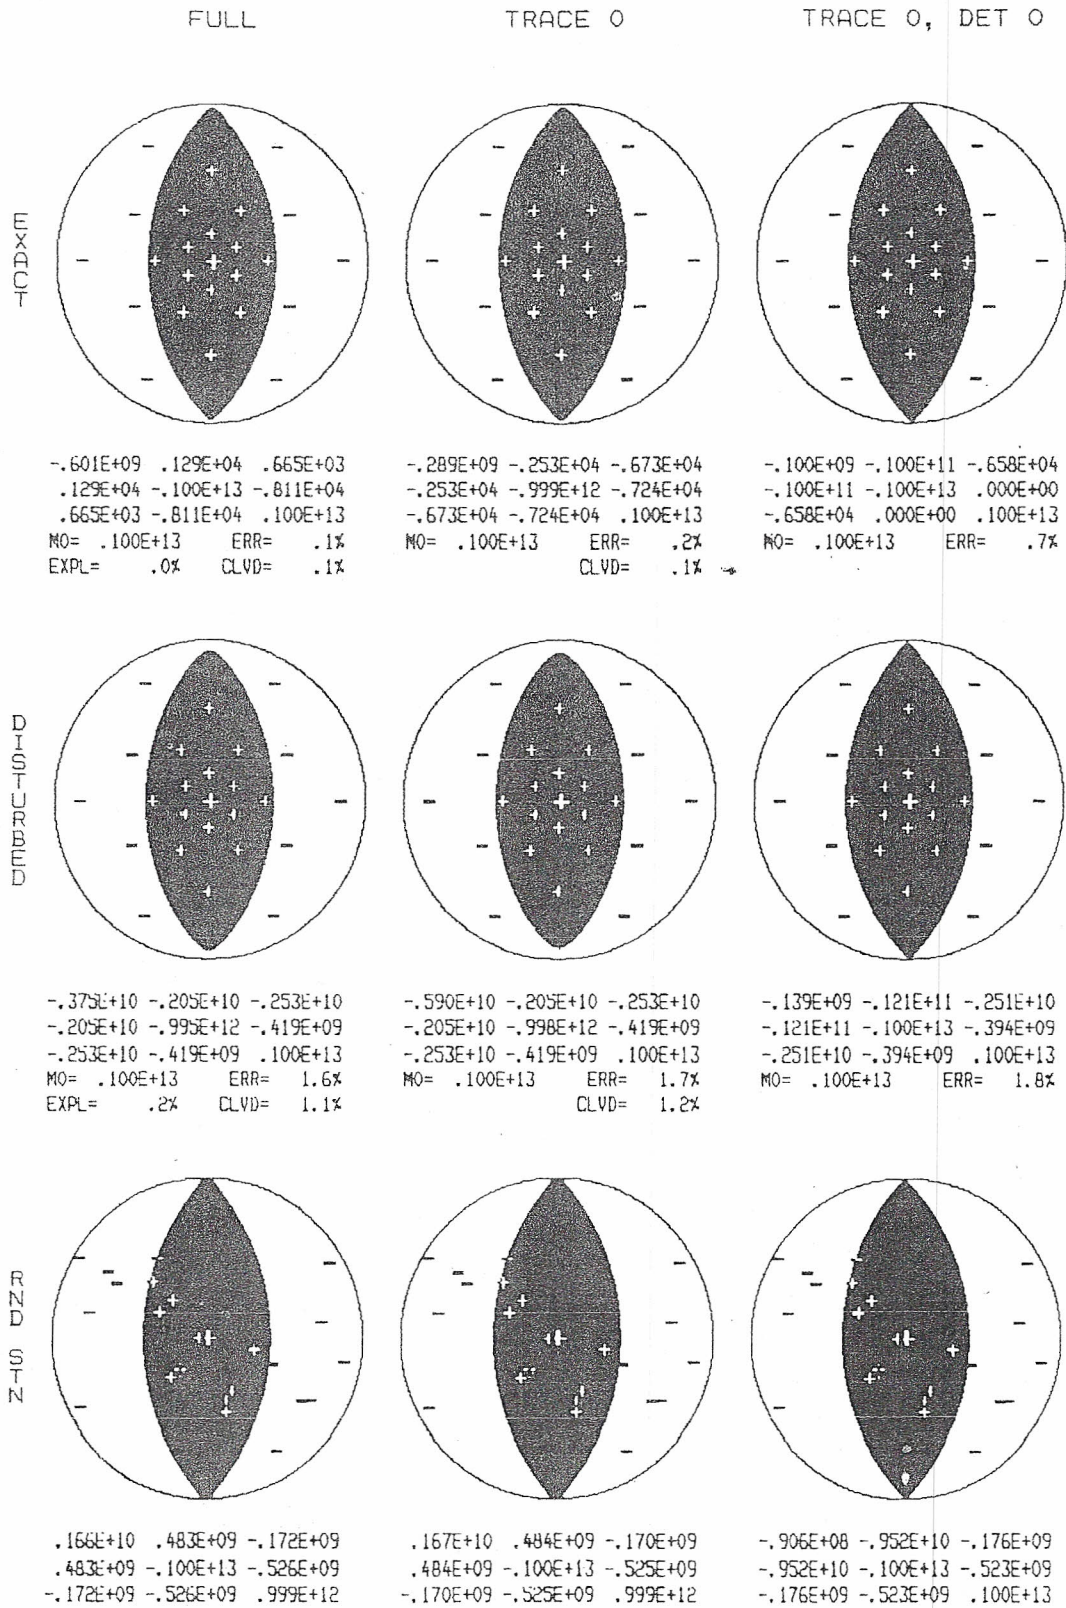 FULL TRACE 0 TRACE 0, DET 0
EXACT
-.601E+09 .129E+04 .665E+03
.129E+04 -.100E+13 -.811E+04
.665E+03 -.811E+04 .100E+13
M0= .100E+13 ERR= .1%
EXPL= .0% CLVD= .1%
-.289E+09 -.253E+04 -.673E+04
-.253E+04 -.999E+12 -.724E+04
-.673E+04 -.724E+04 .100E+13
M0= .100E+13 ERR= .2%
CLVD= .1%
-.100E+09 -.100E+11 -.658E+04
-.100E+11 -.100E+13 .000E+00
-.658E+04 .000E+00 .100E+13
M0= .100E+13 ERR= .7%
DISTURBED
-.375E+10 -.205E+10 -.253E+10
-.205E+10 -.995E+12 -.419E+09
-.253E+10 -.419E+09 .100E+13
M0= .100E+13 ERR= 1.6%
EXPL= .2% CLVD= 1.1%
-.590E+10 -.205E+10 -.253E+10
-.205E+10 -.998E+12 -.419E+09
-.253E+10 -.419E+09 .100E+13
M0= .100E+13 ERR= 1.7%
CLVD= 1.2%
-.139E+09 -.121E+11 -.251E+10
-.121E+11 -.100E+13 -.394E+09
-.251E+10 -.394E+09 .100E+13
M0= .100E+13 ERR= 1.8%
RND STN
.166E+10 .483E+09 -.172E+09
.483E+09 -.100E+13 -.526E+09
-.172E+09 -.526E+09 .999E+12
.167E+10 .484E+09 -.170E+09
.484E+09 -.100E+13 -.525E+09
-.170E+09 -.525E+09 .999E+12
-.906E+08 -.952E+10 -.176E+09
-.952E+10 -.100E+13 -.523E+09
-.176E+09 -.523E+09 .100E+13